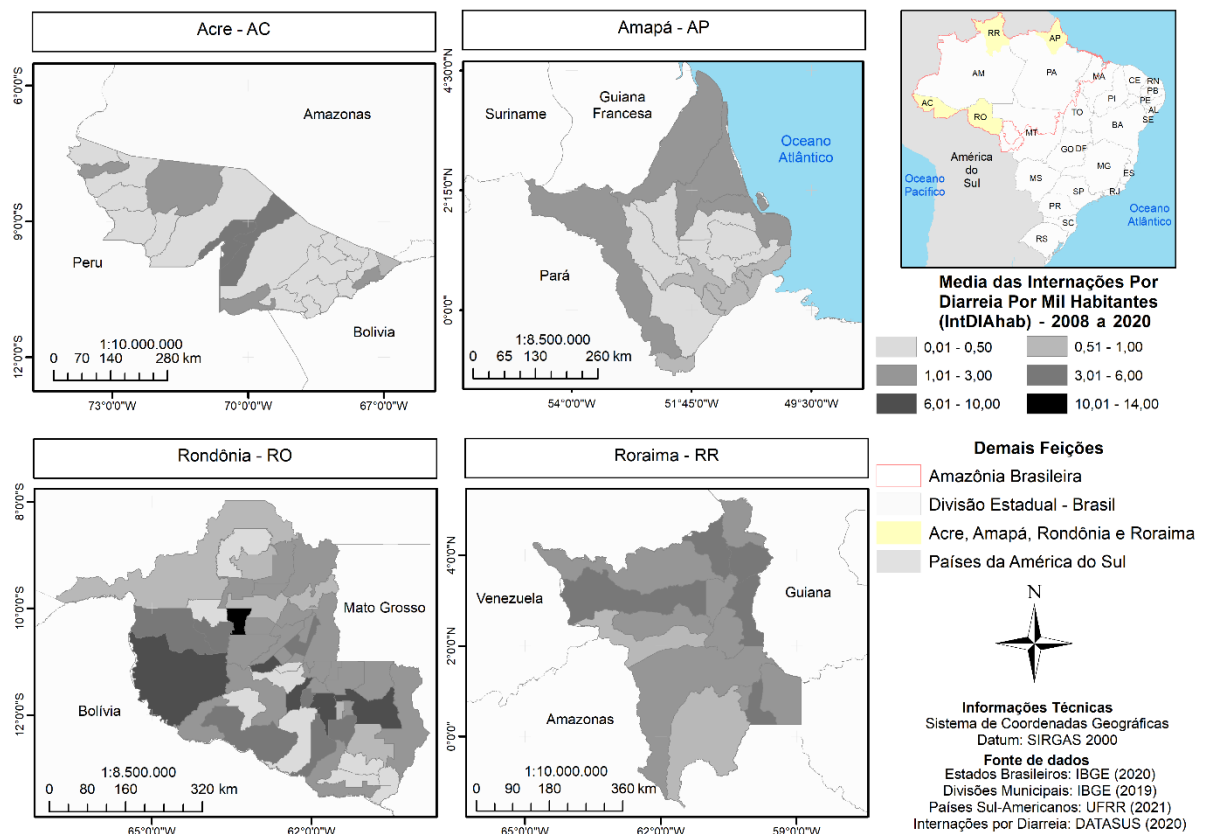 Acre - AC
6°0'0"S
9°0'0"S
12°0'0"S
Amazonas
Peru
Bolivia
1:10.000.000
0 70 140 280 km
73°0'0"W 70°0'0"W 67°0'0"W
Amapá - AP
4°30'0"N
2°15'0"N
0°0'0"
Suriname
Guiana
Francesa
Oceano
Atlântico
Pará
1:8.500.000
0 65 130 260 km
54°0'0"W 51°45'0"W 49°30'0"W
RR
AP
AM
PA
MA
CE
RN
PB
PE
AL
SE
PI
AC
RO
TO
BA
MT
GO
DF
MG
ES
MS
SP
RJ
PR
SC
RS
América
do
Sul
Oceano
Pacífico
Oceano
Atlântico
Media das Internações Por
Diarreia Por Mil Habitantes
(IntDIAhab) - 2008 a 2020
0,01 - 0,50 0,51 - 1,00
1,01 - 3,00 3,01 - 6,00
6,01 - 10,00 10,01 - 14,00
Rondônia - RO
8°0'0"S
10°0'0"S
12°0'0"S
Mato Grosso
Bolívia
1:8.500.000
0 80 160 320 km
65°0'0"W 62°0'0"W
Roraima - RR
4°0'0"N
2°0'0"N
0°0'0"
Venezuela
Guiana
Amazonas
1:10.000.000
0 90 180 360 km
65°0'0"W 62°0'0"W 59°0'0"W
Demais Feições
Amazônia Brasileira
Divisão Estadual - Brasil
Acre, Amapá, Rondônia e Roraima
Países da América do Sul
N
Informações Técnicas
Sistema de Coordenadas Geográficas
Datum: SIRGAS 2000
Fonte de dados
Estados Brasileiros: IBGE (2020)
Divisões Municipais: IBGE (2019)
Países Sul-Americanos: UFRR (2021)
Internações por Diarreia: DATASUS (2020)